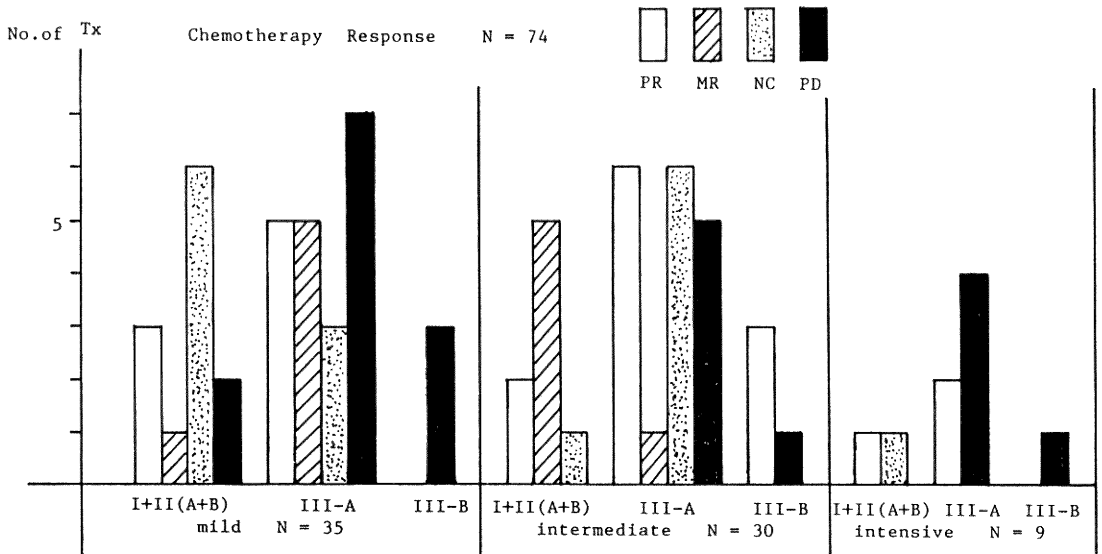 No.of Tx Chemotherapy Response N = 74
PR MR NC PD
5
I+II(A+B) III-A III-B I+II(A+B) III-A III-B I+II(A+B) III-A III-B
mild N = 35 intermediate N = 30 intensive N = 9